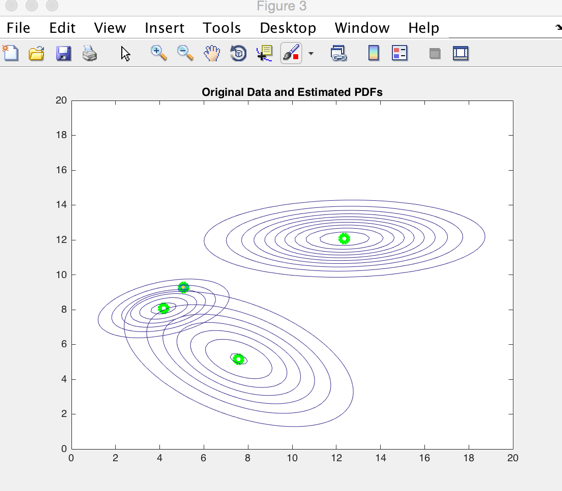 Figure 3
File Edit View Insert Tools Desktop Window Help
Original Data and Estimated PDFs
20
18
16
14
12
10
8
6
4
2
0
0 2 4 6 8 10 12 14 16 18 20